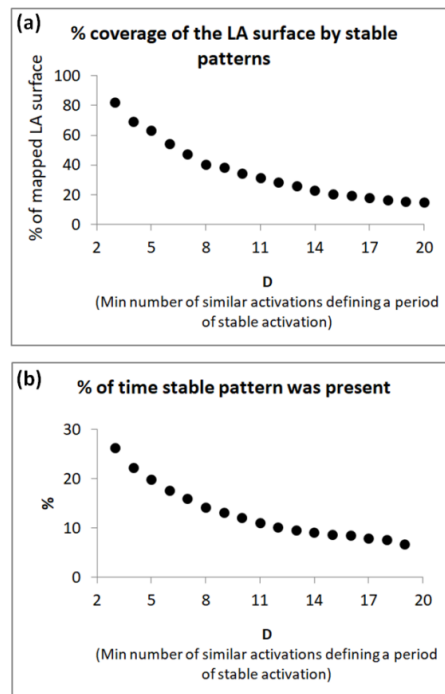 (a)
% coverage of the LA surface by stable
patterns
% of mapped LA surface
100
80
60
40
20
0
2 5 8 11 14 17 20
D
(Min number of similar activations defining a period
of stable activation)
(b)
% of time stable pattern was present
%
30
20
10
0
2 5 8 11 14 17 20
D
(Min number of similar activations defining a period
of stable activation)